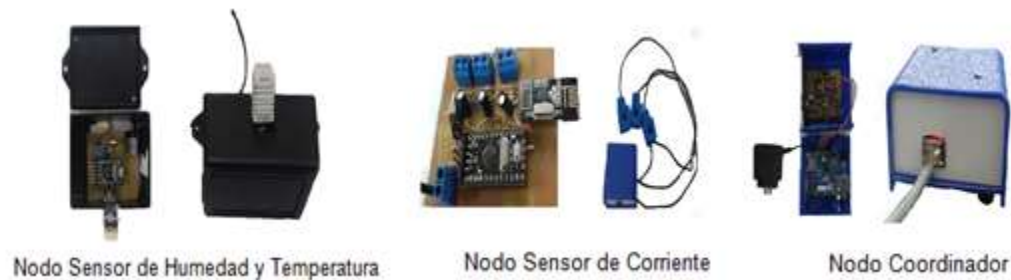 Nodo Sensor de Humedad y Temperatura
Nodo Sensor de Corriente
Nodo Coordinador